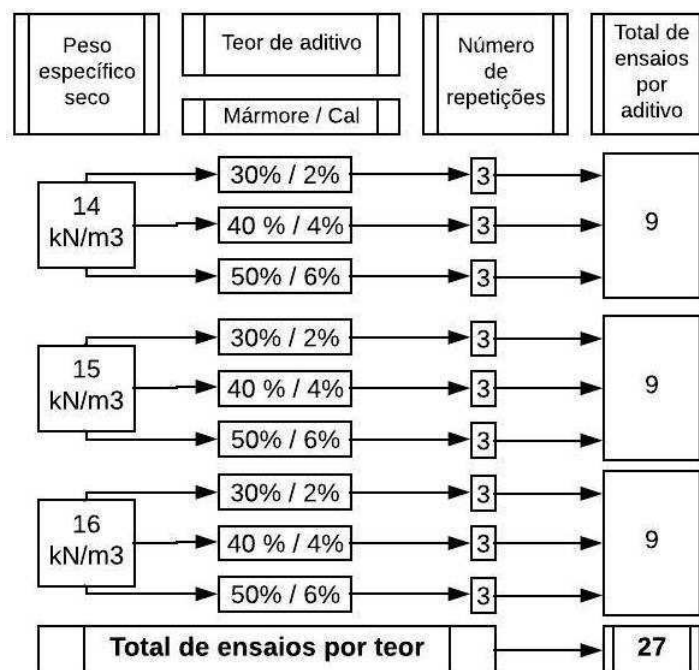 Peso
específico
seco
Teor de aditivo
Mármore / Cal
Número
de
repetições
Total de
ensaios
por
aditivo
14
kN/m3
30% / 2%
3
40 % / 4%
3
50% / 6%
3
9
15
kN/m3
30% / 2%
3
40 % / 4%
3
50% / 6%
3
9
16
kN/m3
30% / 2%
3
40 % / 4%
3
50% / 6%
3
9
Total de ensaios por teor
27